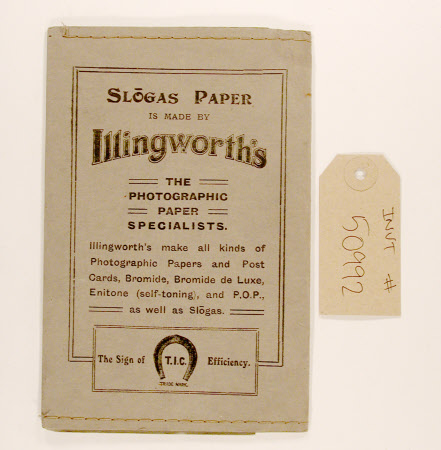 SLŌGAS PAPER
IS MADE BY
Illingworth's
THE
PHOTOGRAPHIC
PAPER
SPECIALISTS.
Illingworth's make all kinds of
Photographic Papers and Post
Cards, Bromide, Bromide de Luxe,
Enitone (self-toning), and P.O.P.,
as well as Slōgas.
The Sign of T.I.C. Efficiency.
TRADE MARK.
INVT #
50992